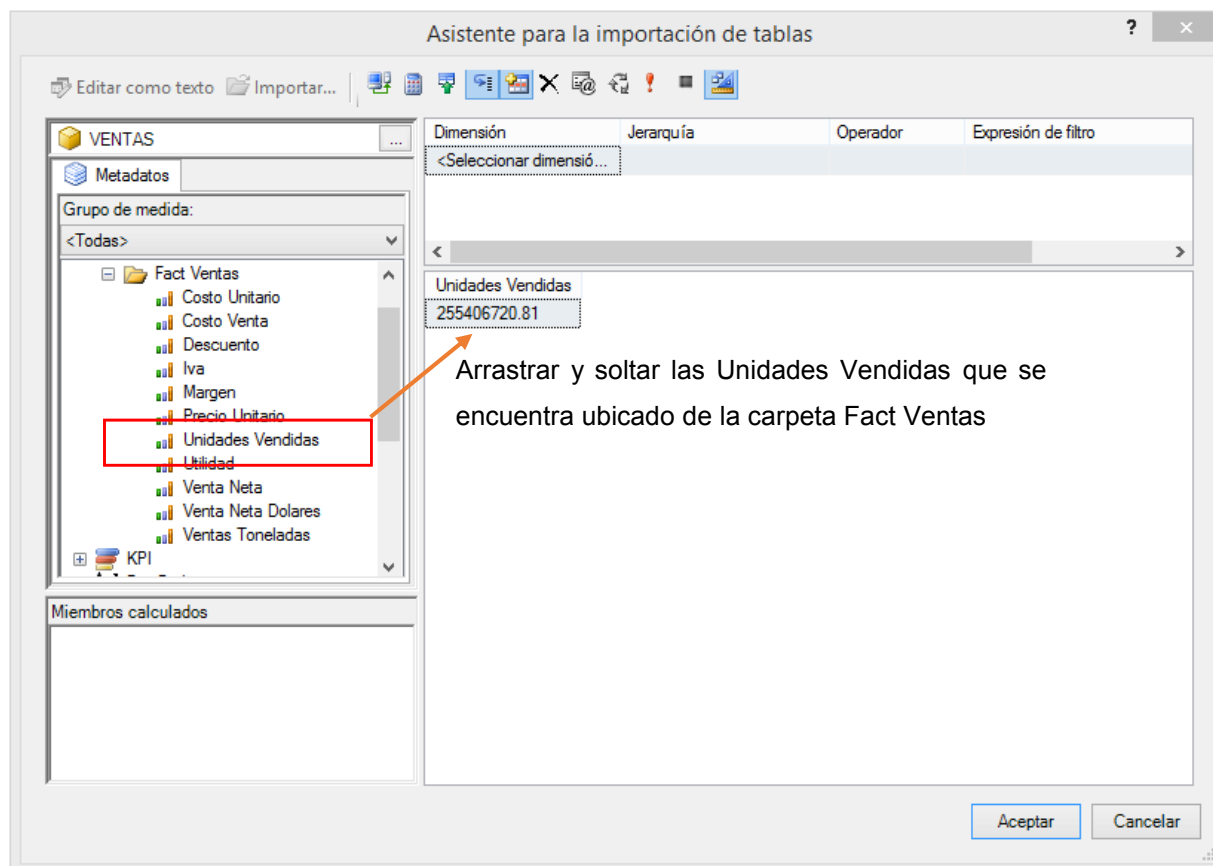 Asistente para la importación de tablas
?
Editar como texto Importar...
VENTAS
...
Metadatos
Grupo de medida:
<Todas>
Fact Ventas
Costo Unitario
Costo Venta
Descuento
Iva
Margen
Precio Unitario
Unidades Vendidas
Utilidad
Venta Neta
Venta Neta Dolares
Ventas Toneladas
KPI
Miembros calculados
Dimensión Jerarquía Operador Expresión de filtro
<Seleccionar dimensió...
Unidades Vendidas
255406720.81
Arrastrar y soltar las Unidades Vendidas que se
encuentra ubicado de la carpeta Fact Ventas
Aceptar Cancelar